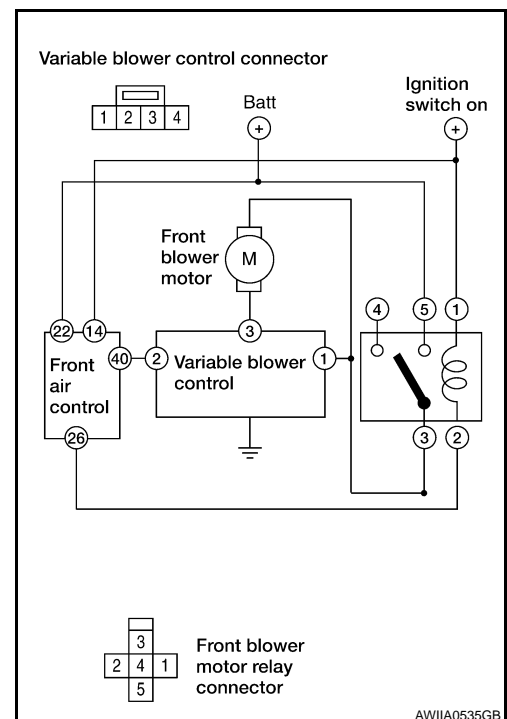 Variable blower control connector
1 2 3 4
Batt
+
Ignition
switch on
+
Front
blower
motor
M
4 5 1
22 14
3
Front
air
control
40
2
Variable blower
control
1
26
3 2
3
2 4 1
5
Front blower
motor relay
connector
AWIIA0535GB